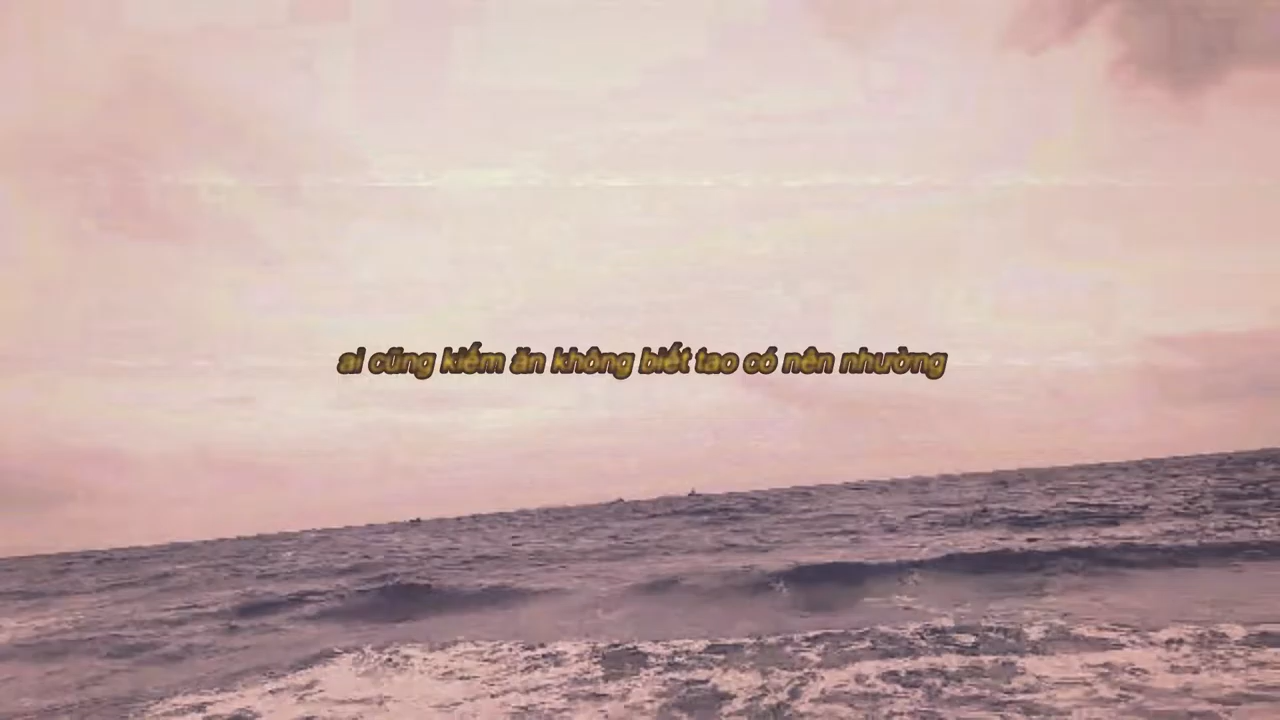 ai cũng kiếm ăn không biết tao có nên nhường